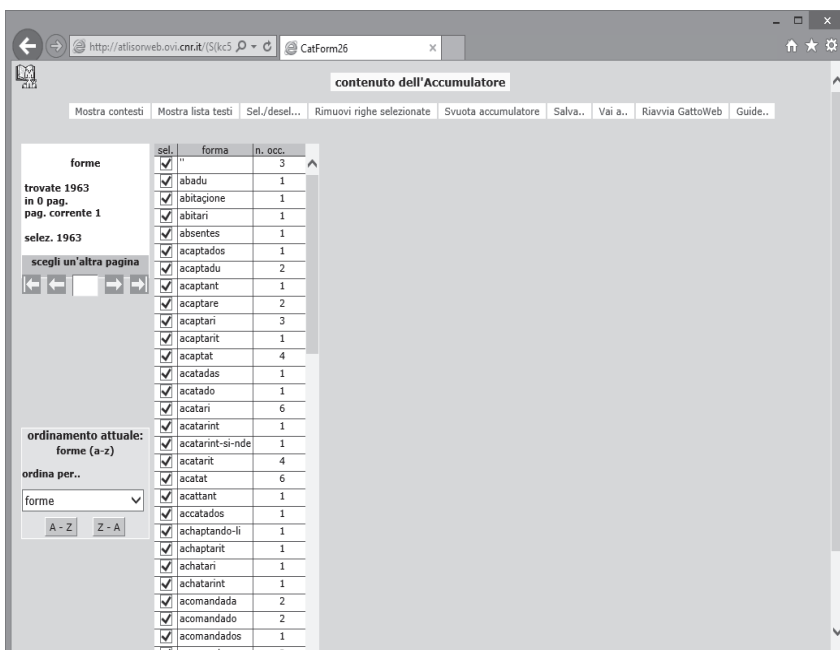 http://atlisorweb.ovi.cnr.it/(S(kc5
CatForm26
contenuto dell'Accumulatore
Mostra contesti Mostra lista testi Sel./desel... Rimuovi righe selezionate Svuota accumulatore Salva.. Vai a.. Riavvia GattoWeb Guide..
forme
trovate 1963
in 0 pag.
pag. corrente 1
selez. 1963
scegli un'altra pagina
ordinamento attuale:
forme (a-z)
ordina per..
forme
A - Z Z - A
sel. forma n. occ.
" 3
abadu 1
abitaçione 1
abitari 1
absentes 1
acaptados 1
acaptadu 2
acaptant 1
acaptare 2
acaptari 3
acaptarit 1
acaptat 4
acatadas 1
acatado 1
acatari 6
acatarint 1
acatarint-si-nde 1
acatarit 4
acatat 6
acattant 1
accatados 1
achaptando-li 1
achaptarit 1
achatari 1
achatarint 1
acomandada 2
acomandado 2
acomandados 1